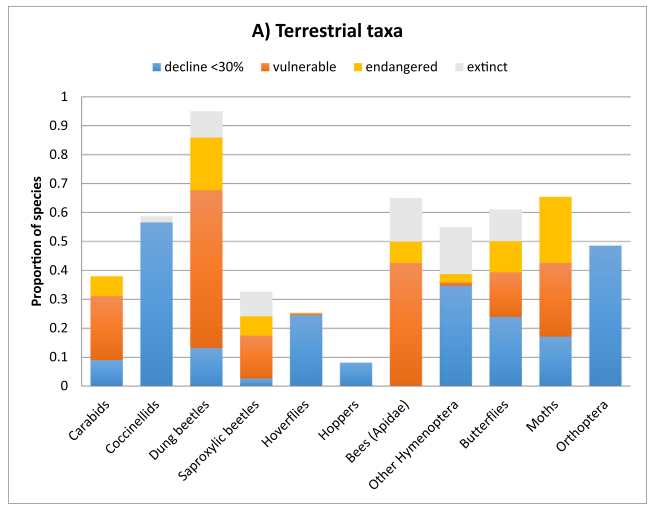 A) Terrestrial taxa
decline <30% vulnerable endangered extinct
Proportion of species
1
0.9
0.8
0.7
0.6
0.5
0.4
0.3
0.2
0.1
0
Carabids
Coccinellids
Dung beetles
Saproxylic beetles
Hoverflies
Hoppers
Bees (Apidae)
Other Hymenoptera
Butterflies
Moths
Orthoptera